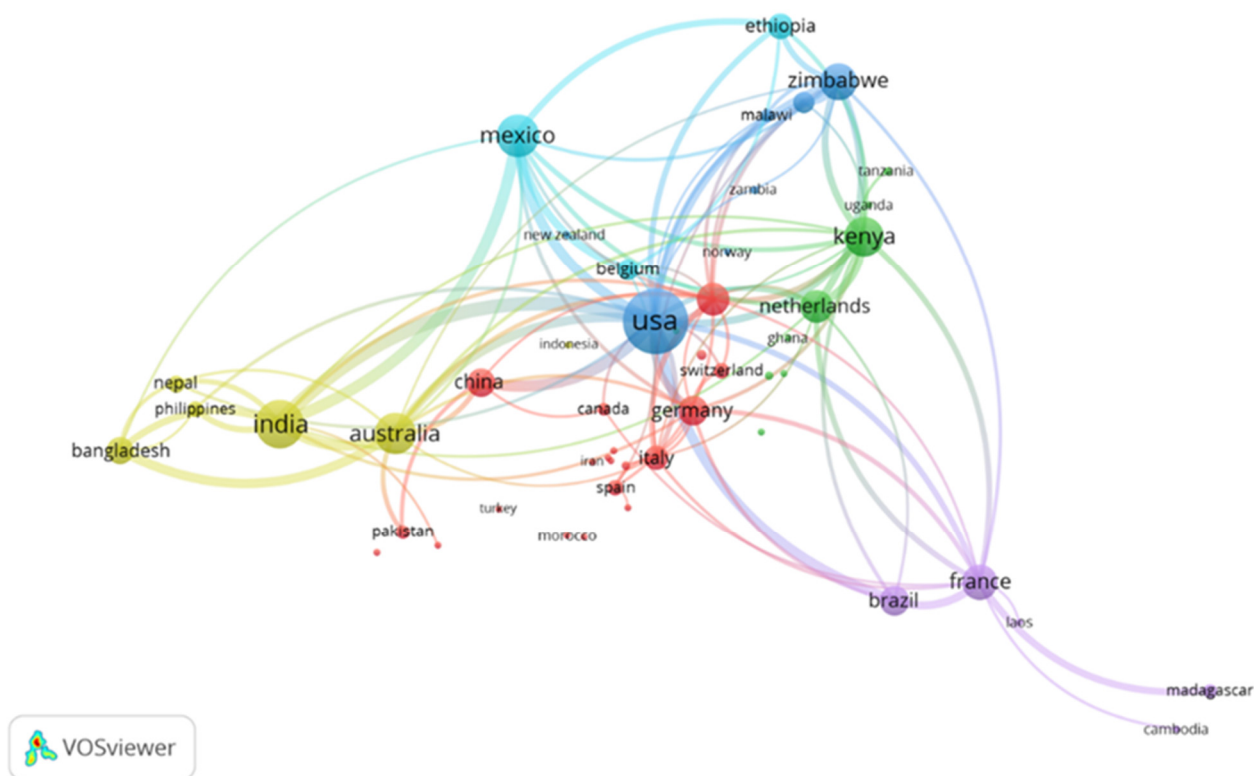 ethiopia
zimbabwe
malawi
mexico
tanzania
zambia
uganda
new zealand
kenya
norway
belgium
netherlands
usa
ghana
indonesia
switzerland
china
nepal
canada
philippines
germany
india
australia
bangladesh
iran
italy
spain
turkey
pakistan
morocco
france
brazil
laos
madagascar
cambodia
VOSviewer